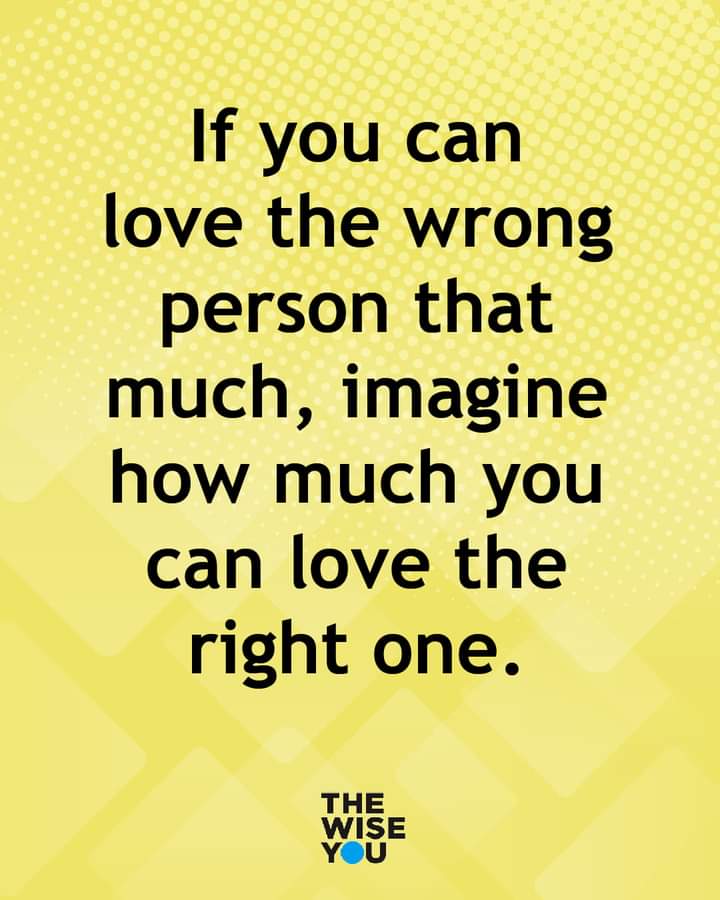 If you can
love the wrong
person that
much, imagine
how much you
can love the
right one.
THE
WISE
YOU